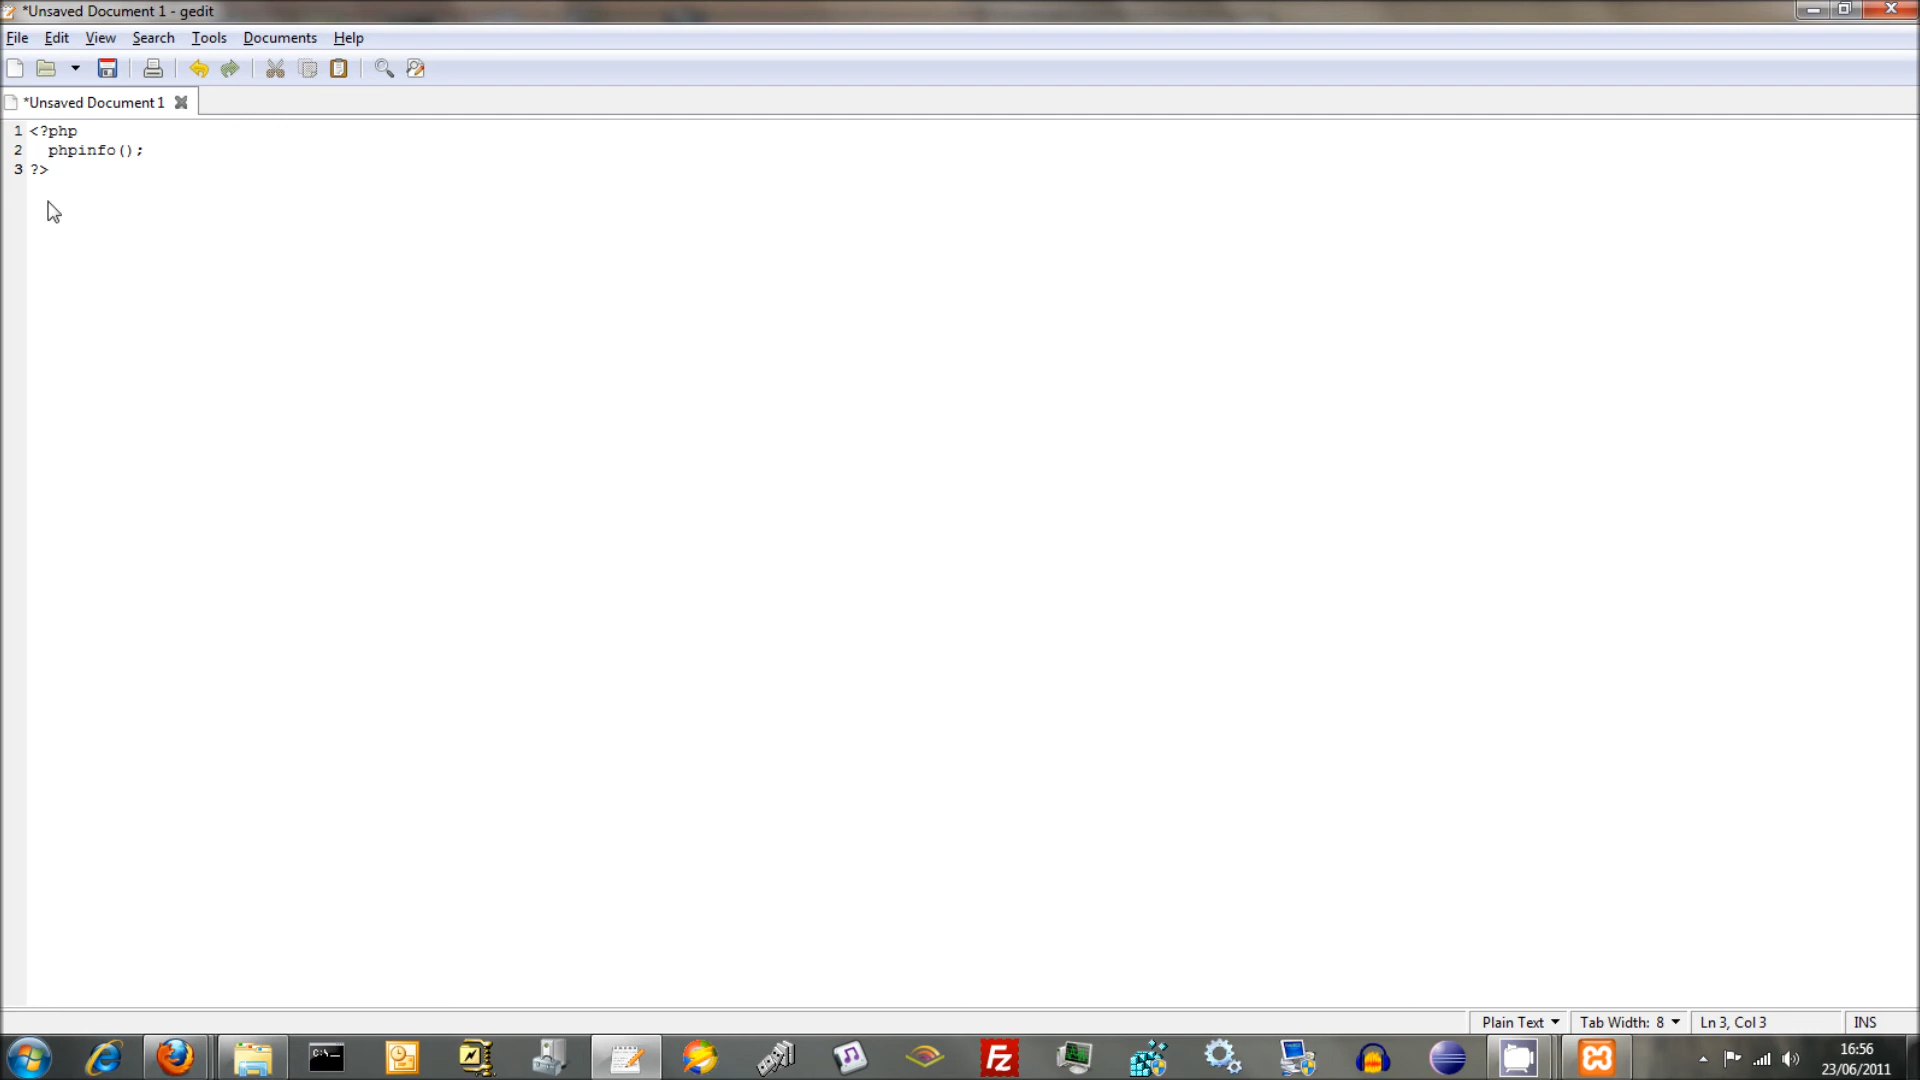 *Unsaved Document 1 - gedit
File Edit View Search Tools Documents Help
*Unsaved Document 1
1 <?php
2   phpinfo();
3 ?>
Plain Text Tab Width: 8 Ln 3, Col 3 INS
C:\_
Fz
16:56
23/06/2011